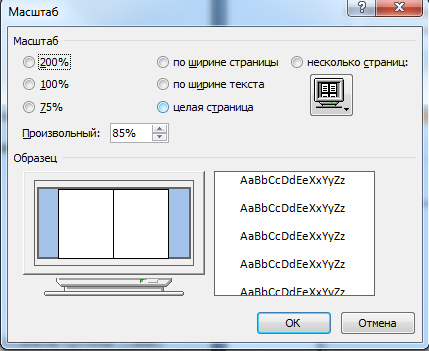 Масштаб
?
Масштаб
200% по ширине страницы несколько страниц:
100% по ширине текста
75% целая страница
Произвольный: 85%
Образец
AaBbCcDdEeXxYyZz
AaBbCcDdEeXxYyZz
AaBbCcDdEeXxYyZz
AaBbCcDdEeXxYyZz
AaBbCcDdEeXxYyZz
ОК Отмена